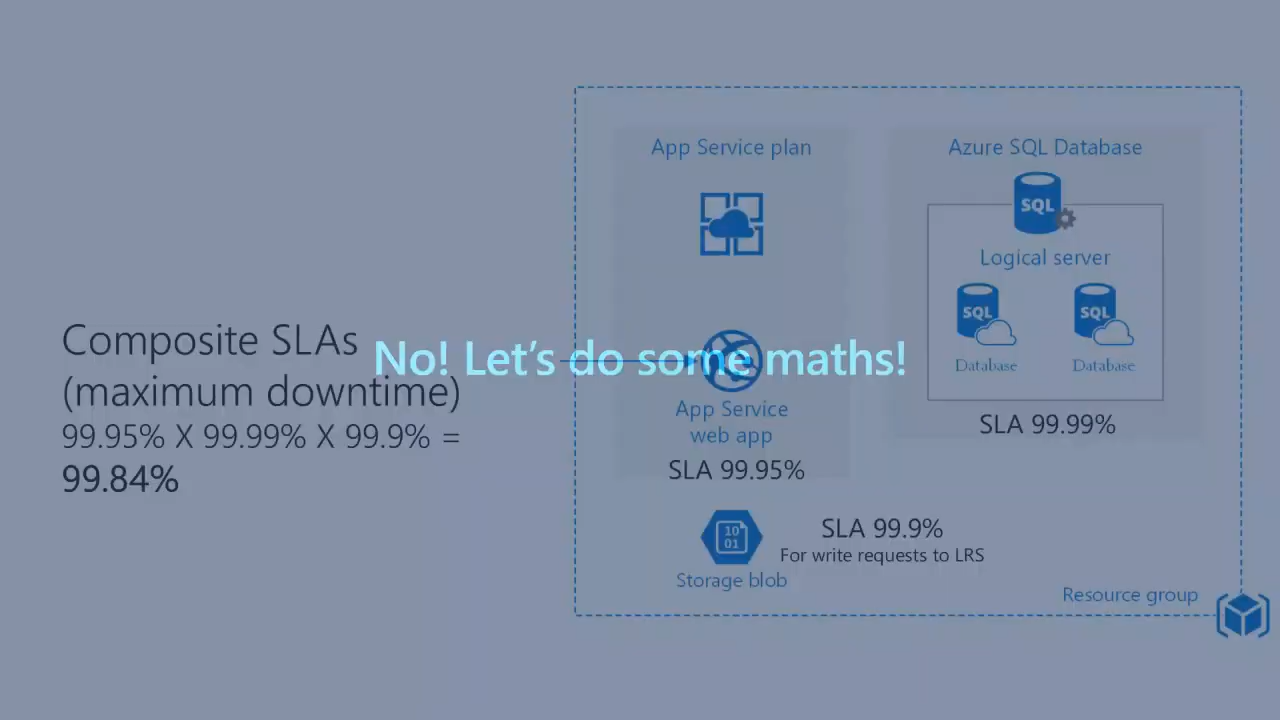 Composite SLAs
(maximum downtime)
99.95% X 99.99% X 99.9% =
99.84%
No! Let's do some maths!
App Service plan
App Service
web app
SLA 99.95%
Azure SQL Database
SQL
Logical server
SQL
Database
SQL
Database
SLA 99.99%
10
01
Storage blob
SLA 99.9%
For write requests to LRS
Resource group